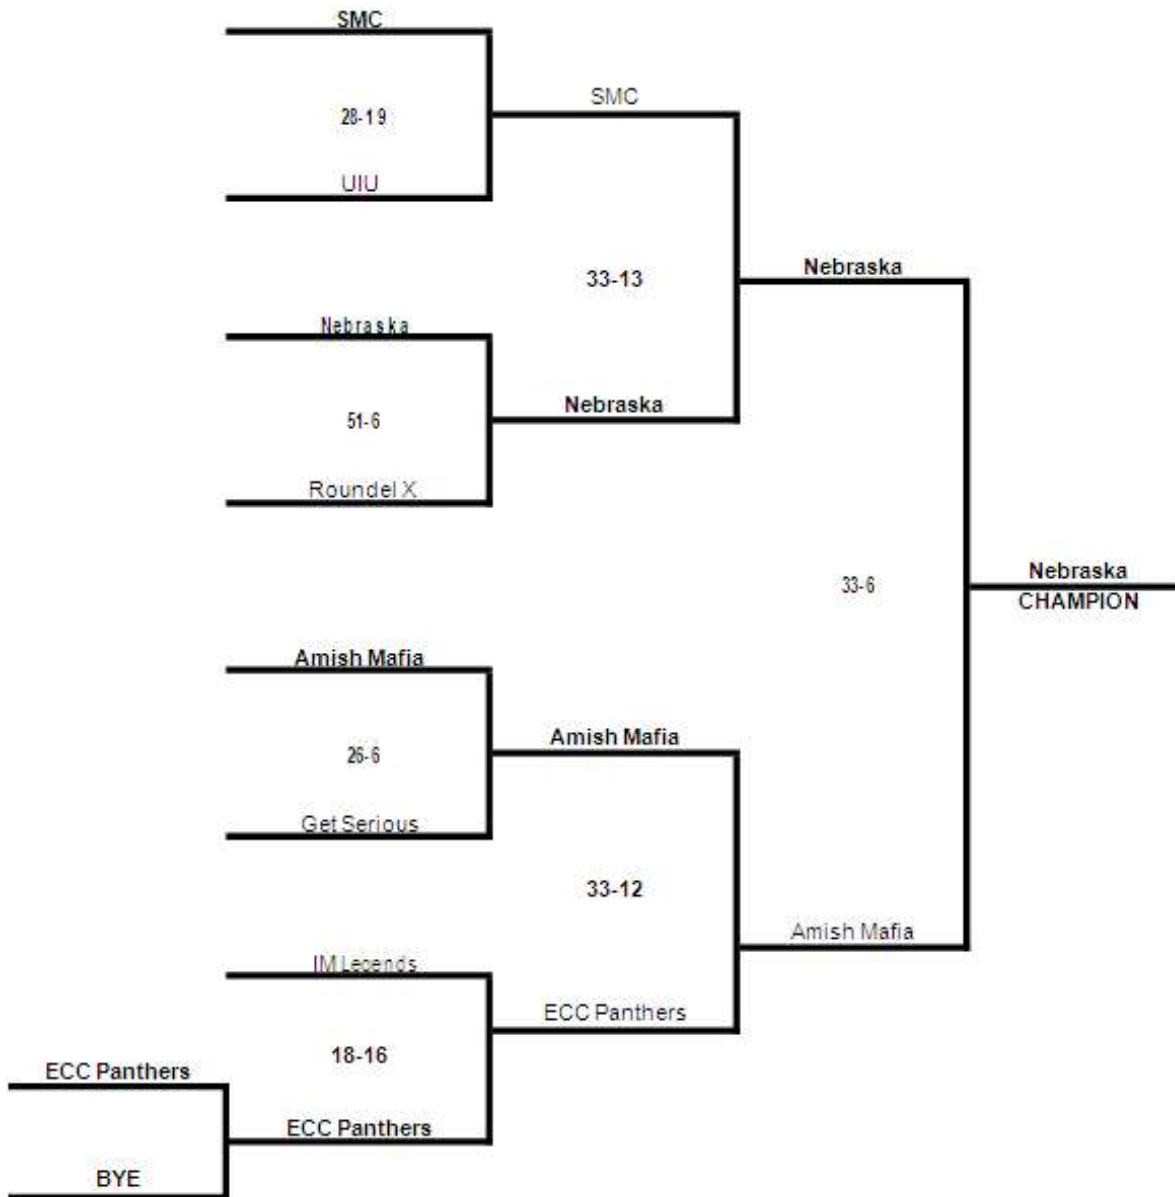 SMC
28-19
SMC
UIU
33-13
Nebraska
Nebraska
51-6
Nebraska
Roundel X
33-6
Nebraska
CHAMPION
Amish Mafia
26-6
Amish Mafia
Get Serious
33-12
Amish Mafia
IM Legends
ECC Panthers
18-16
ECC Panthers
ECC Panthers
BYE